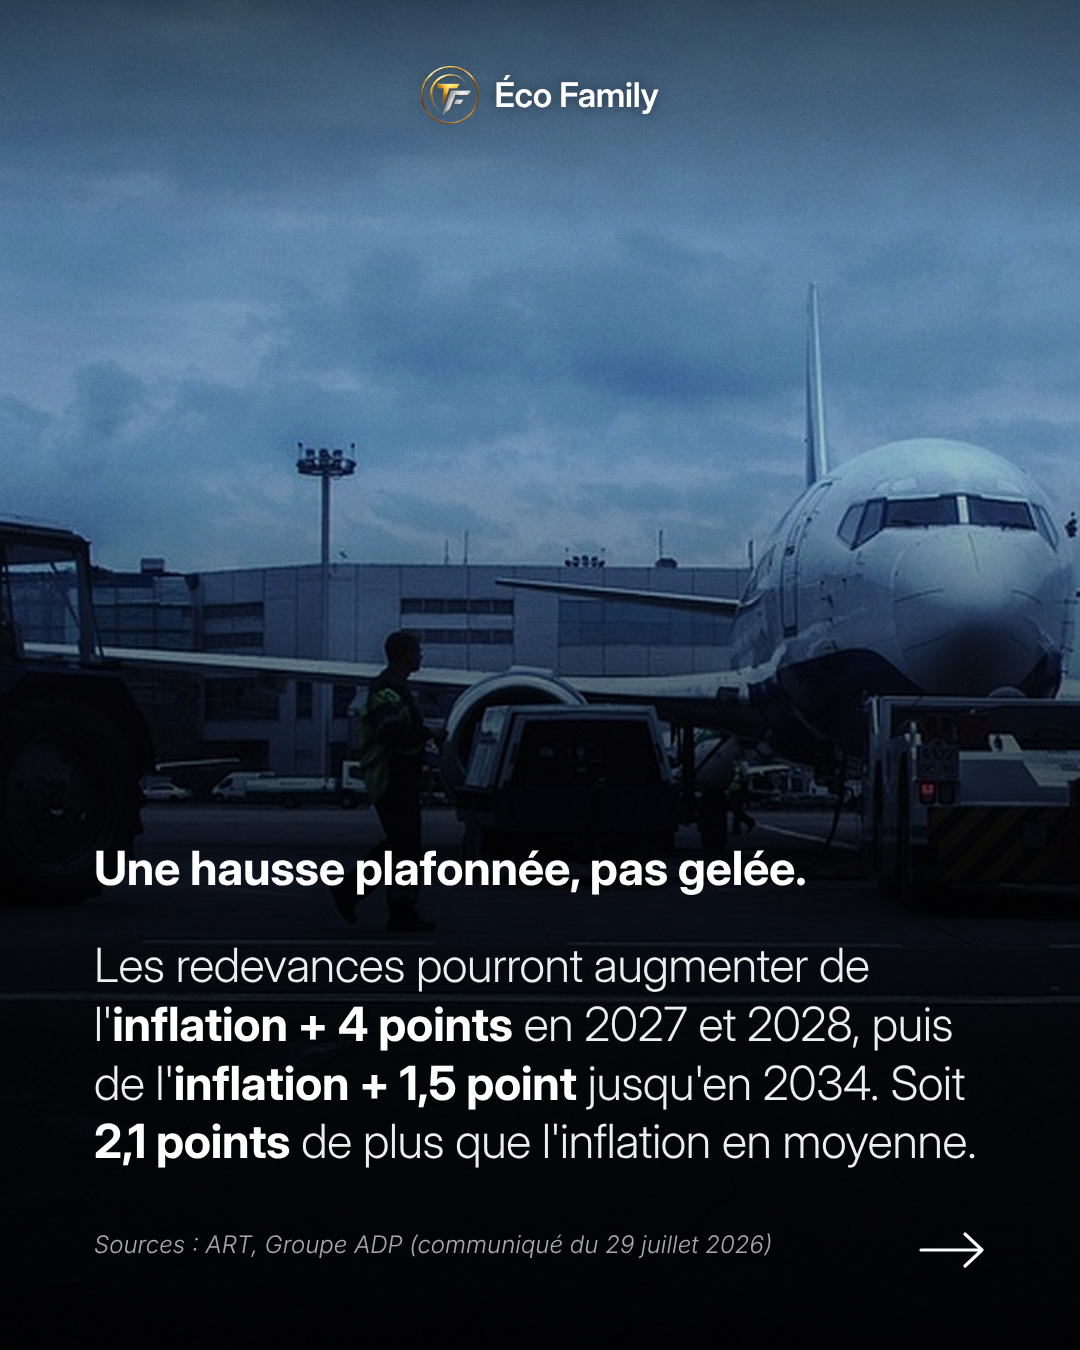 TF Éco Family
Une hausse plafonnée, pas gelée.
Les redevances pourront augmenter de
l'inflation + 4 points en 2027 et 2028, puis
de l'inflation + 1,5 point jusqu'en 2034. Soit
2,1 points de plus que l'inflation en moyenne.
Sources : ART, Groupe ADP (communiqué du 29 juillet 2026)